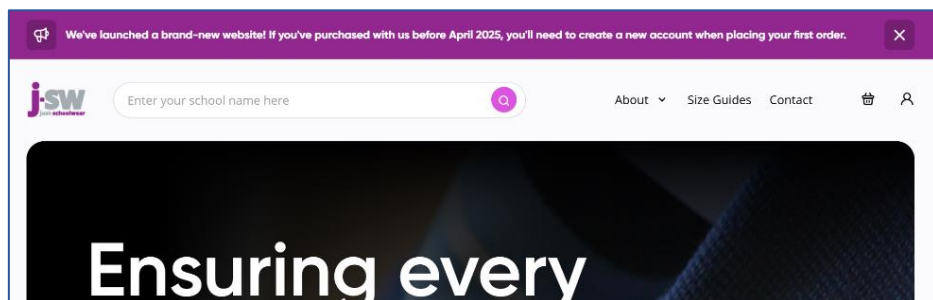 We've launched a brand-new website! If you've purchased with us before April 2025, you'll need to create a new account when placing your first order.
j-sw
just-schoolwear
Enter your school name here
About
Size Guides
Contact
Ensuring every